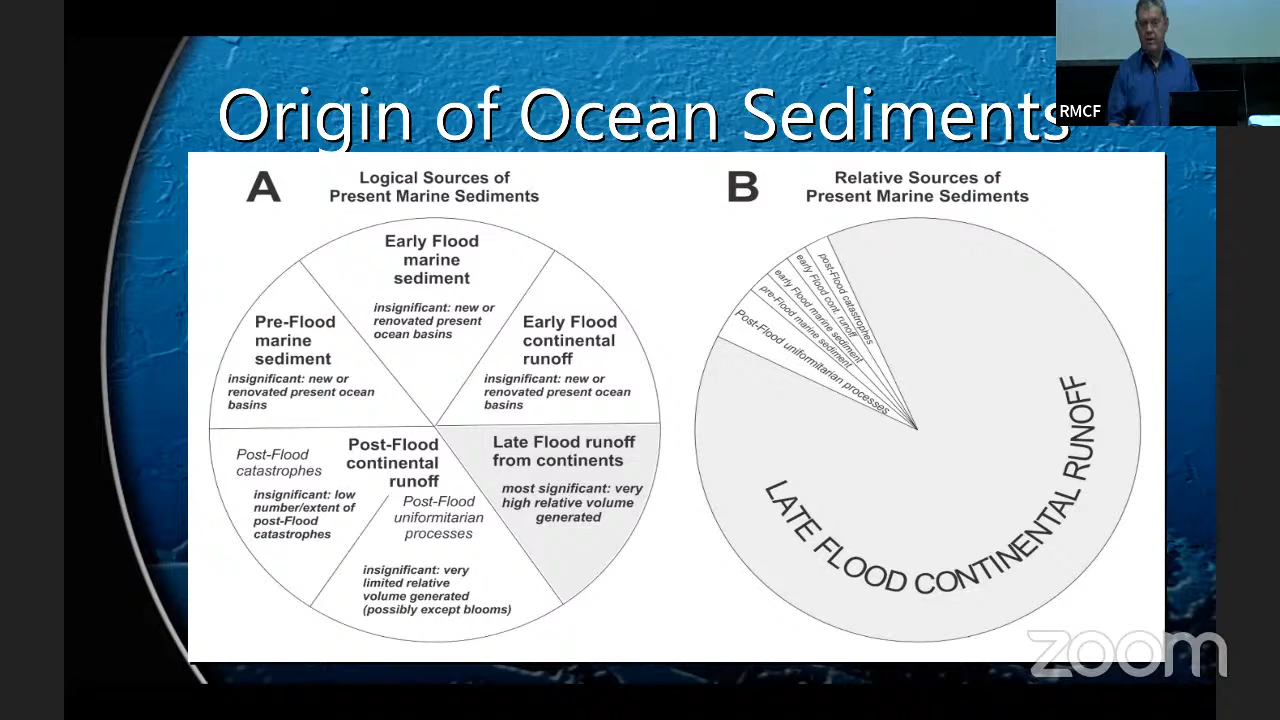 Origin of Ocean Sediments
RMCF
A
Logical Sources of
Present Marine Sediments
Early Flood
marine
sediment
insignificant: new or
renovated present
ocean basins
Pre-Flood
marine
sediment
insignificant: new or
renovated present ocean
basins
Early Flood
continental
runoff
insignificant: new or
renovated present ocean
basins
Post-Flood
catastrophes
insignificant: low
number/extent of
post-Flood
catastrophes
Post-Flood
continental
runoff
Post-Flood
uniformitarian
processes
insignificant: very
limited relative
volume generated
(possibly except blooms)
Late Flood runoff
from continents
most significant: very
high relative volume
generated
B
Relative Sources of
Present Marine Sediments
Post-Flood uniformitarian processes
pre-Flood marine sediment
early Flood marine sediment
early Flood cont. runoff
post-Flood catastrophes
LATE FLOOD CONTINENTAL RUNOFF
zoom